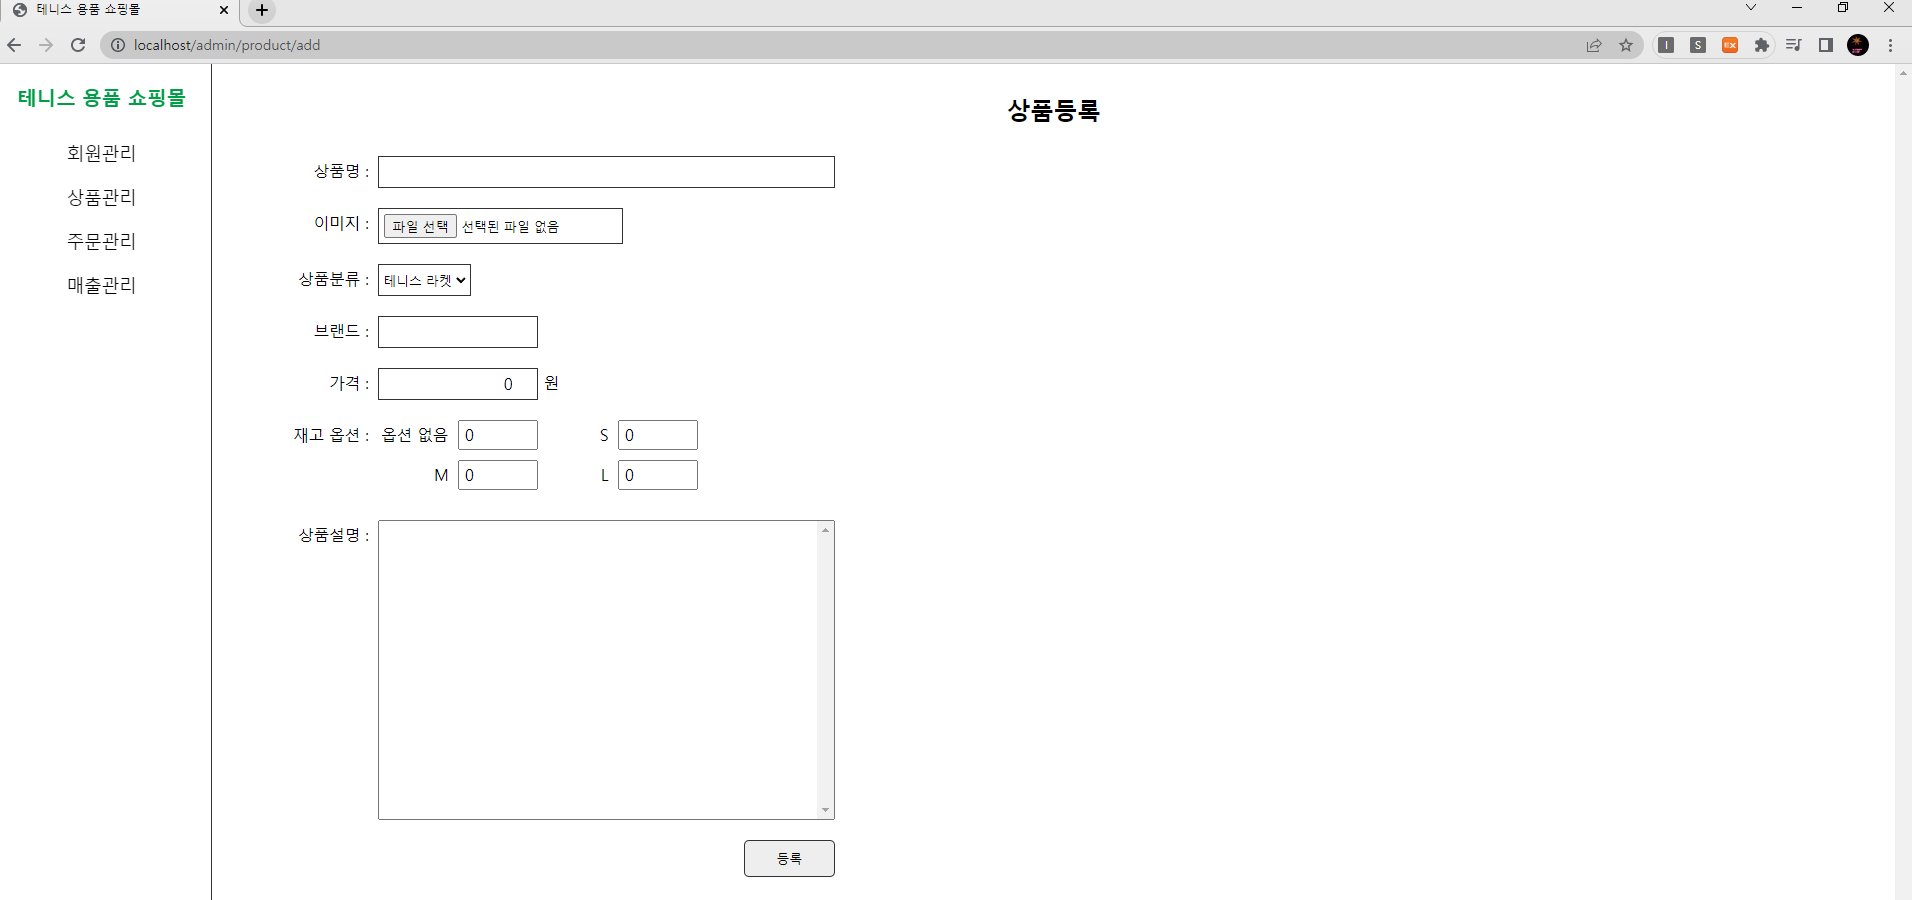 테니스 용품 쇼핑몰
localhost/admin/product/add
I S EX
테니스 용품 쇼핑몰
회원관리
상품관리
주문관리
매출관리
상품등록
상품명 :
이미지 : 파일 선택 선택된 파일 없음
상품분류 : 테니스 라켓
브랜드 :
가격 : 0 원
재고 옵션 : 옵션 없음 0 S 0
M 0 L 0
상품설명 :
등록